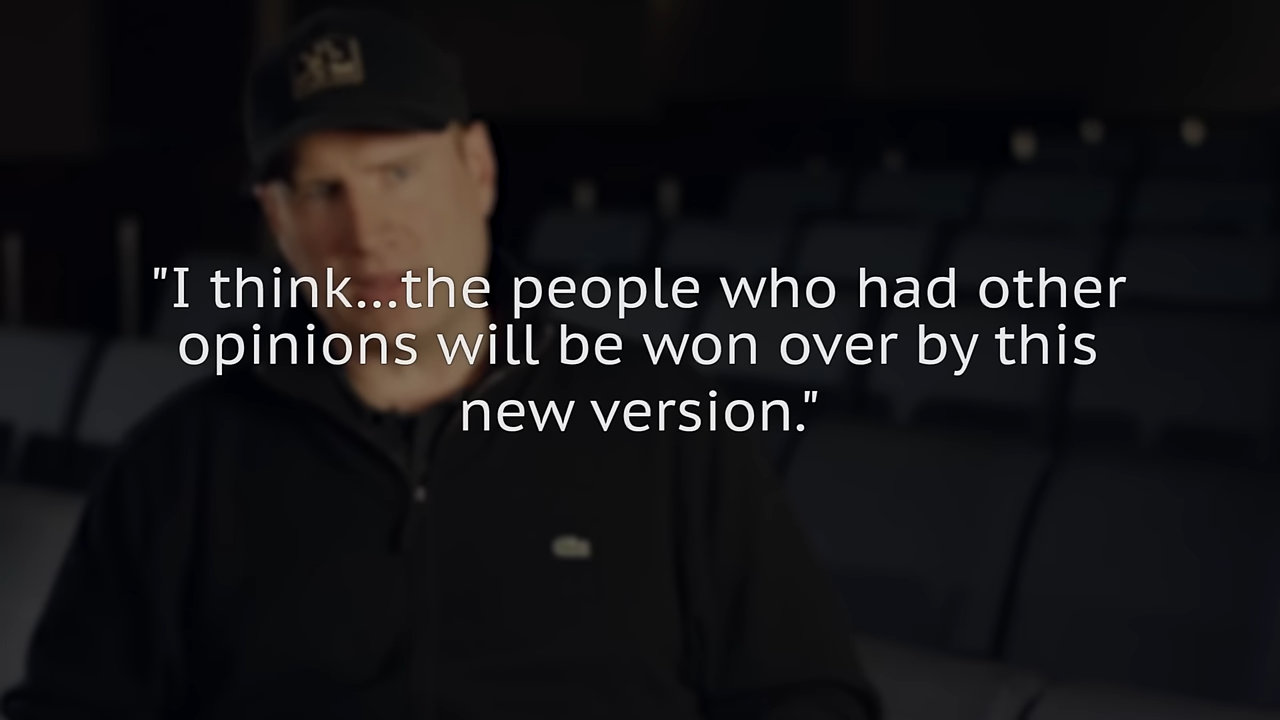 "I think...the people who had other
opinions will be won over by this
new version."